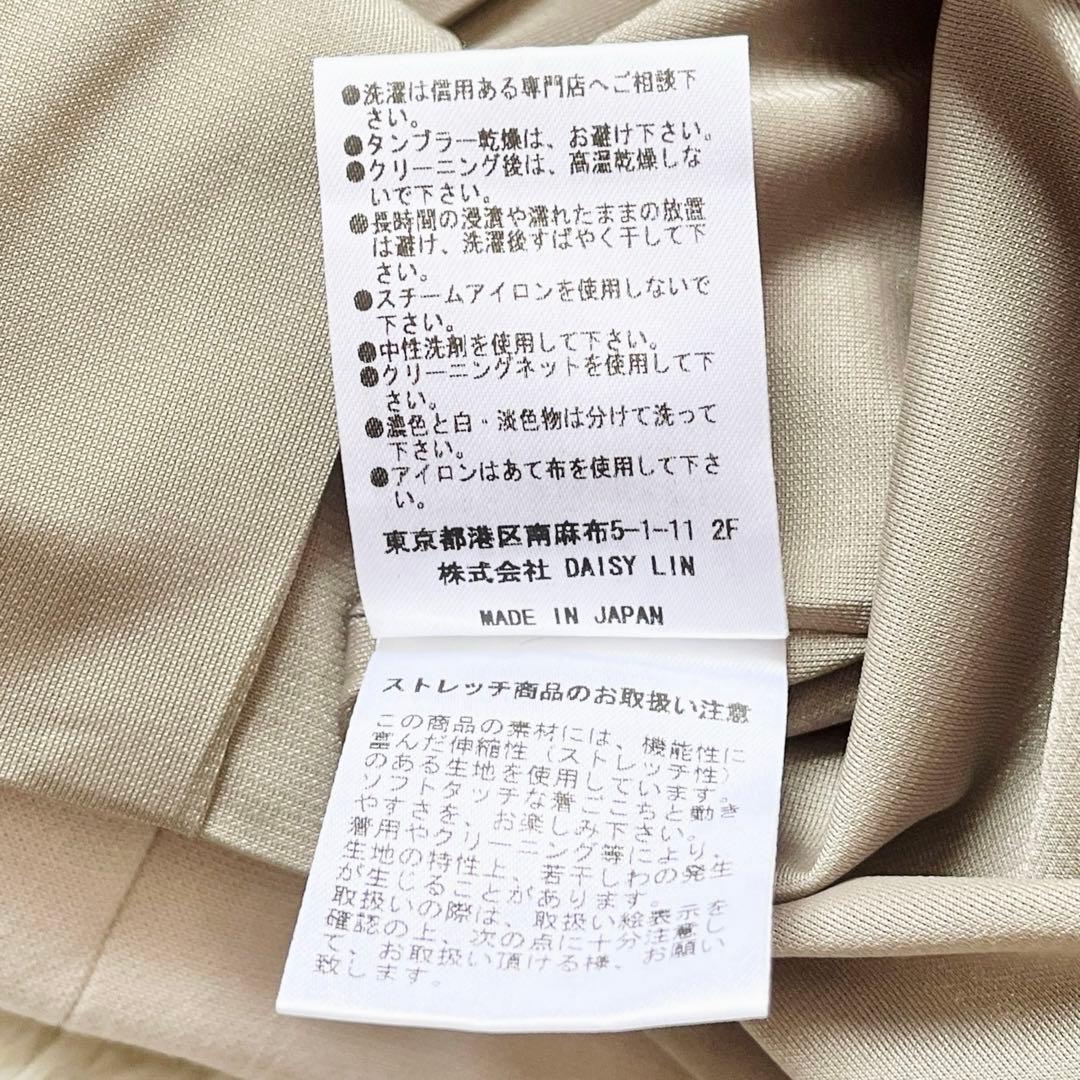 ●洗濯は信用ある専門店へご相談下
さい。
●タンブラー乾燥は、お避け下さい。
●クリーニング後は、高温乾燥しな
いで下さい。
●長時間の浸漬や濡れたままの放置
は避け、洗濯後すばやく干して下
さい。
●スチームアイロンを使用しないで
下さい。
●中性洗剤を使用して下さい。
●クリーニングネットを使用して下
さい。
●濃色と白・淡色物は分けて洗って
下さい。
●アイロンはあて布を使用して下さ
い。
東京都港区南麻布5-1-11 2F
株式会社 DAISY LIN
MADE IN JAPAN
ストレッチ商品のお取扱い注意
この商品の素材には、機能性に
富んだ伸縮性（ストレッチ性）
のある生地を使用しています。
ソフトタッチな着ごこちと動き
やすさを、お楽しみ下さい。
着用やクリーニング等により、
生地の特性上、若干しわの発生
が生じることがあります。
取扱いの際は、取扱い絵表示を
確認の上、次の点に十分注意し
て、お取扱い頂ける様、お願い
致します。